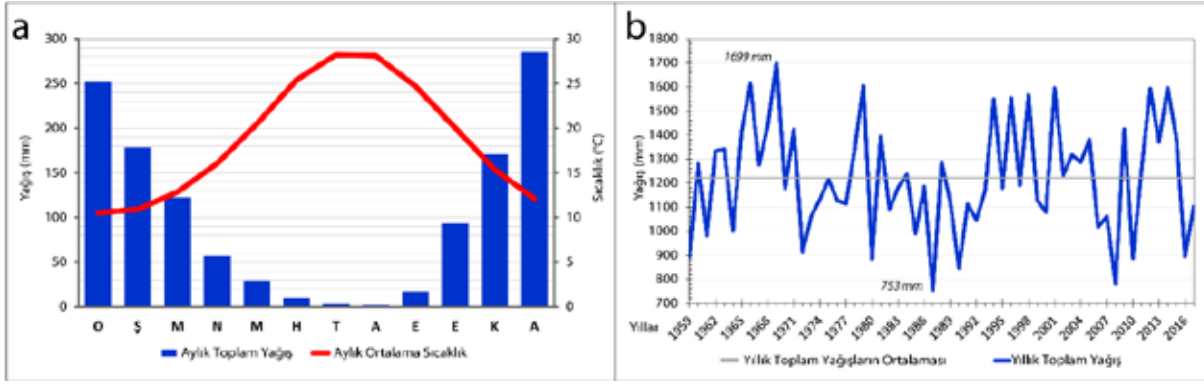 a
300
250
200
150
100
50
0
Yağış (mm)
30
25
20
15
10
5
0
Sıcaklık (°C)
O Ş M N M H T A E E K A
Aylık Toplam Yağış
Aylık Ortalama Sıcaklık
b
1800
1700
1600
1500
1400
1300
1200
1100
1000
900
800
700
Yağış (mm)
1699 mm
753 mm
Yıllar
1959 1962 1965 1968 1971 1974 1977 1980 1983 1986 1989 1992 1995 1998 2001 2004 2007 2010 2013 2016
Yıllık Toplam Yağışların Ortalaması
Yıllık Toplam Yağış